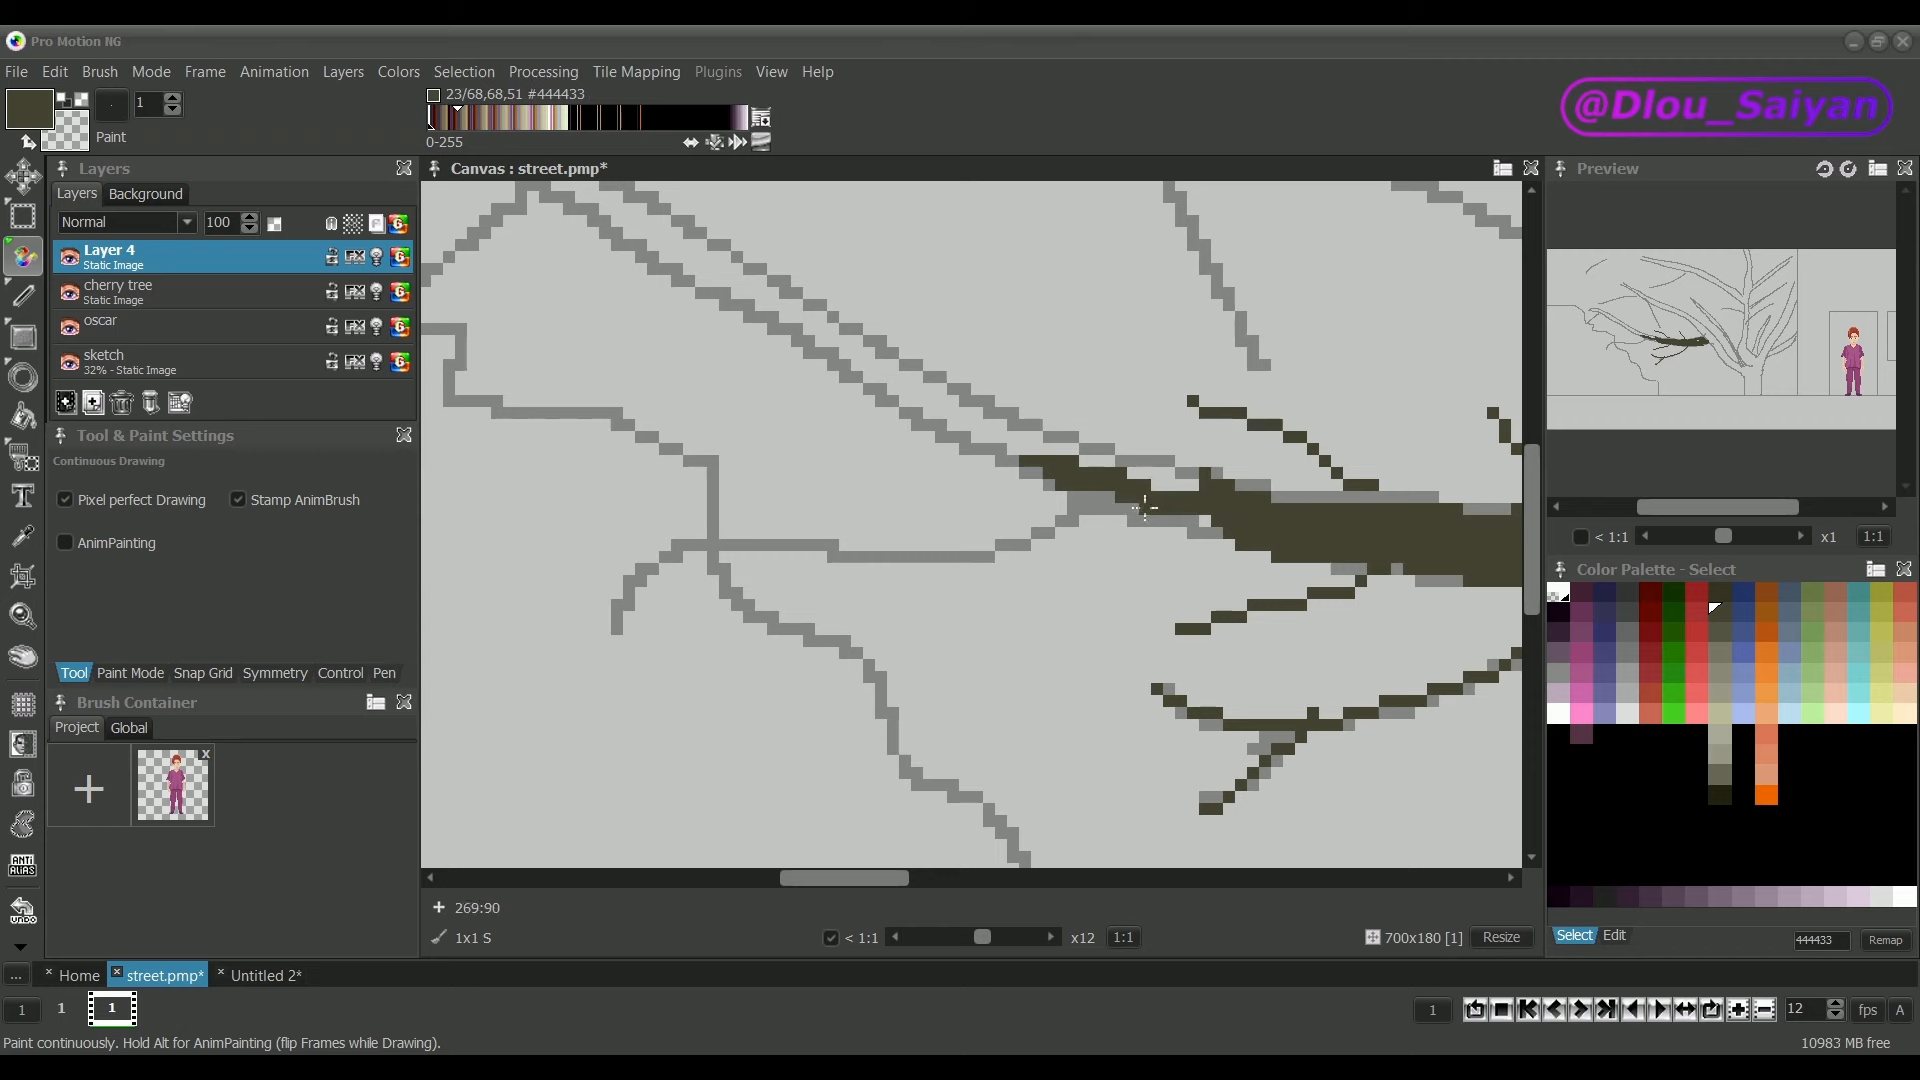 Pro Motion NG
File Edit Brush Mode Frame Animation Layers Colors Selection Processing Tile Mapping Plugins View Help
1
Paint
23/68,68,51 #444433
0-255
@Dlou_Saiyan
Layers
Layers Background
Normal 100
Layer 4
Static Image
cherry tree
Static Image
oscar
sketch
32% - Static Image
Tool & Paint Settings
Continuous Drawing
Pixel perfect Drawing Stamp AnimBrush
AnimPainting
Tool Paint Mode Snap Grid Symmetry Control Pen
Brush Container
Project Global
x
ANTI
ALIAS
UNDO
Canvas : street.pmp*
269:90
1x1 S
< 1:1 x12 1:1
700x180 [1] Resize
Preview
< 1:1 x1 1:1
Color Palette - Select
Select Edit 444433 Remap
... Home street.pmp* Untitled 2*
1 1 1
1 12 fps A
Paint continuously. Hold Alt for AnimPainting (flip Frames while Drawing).
10983 MB free